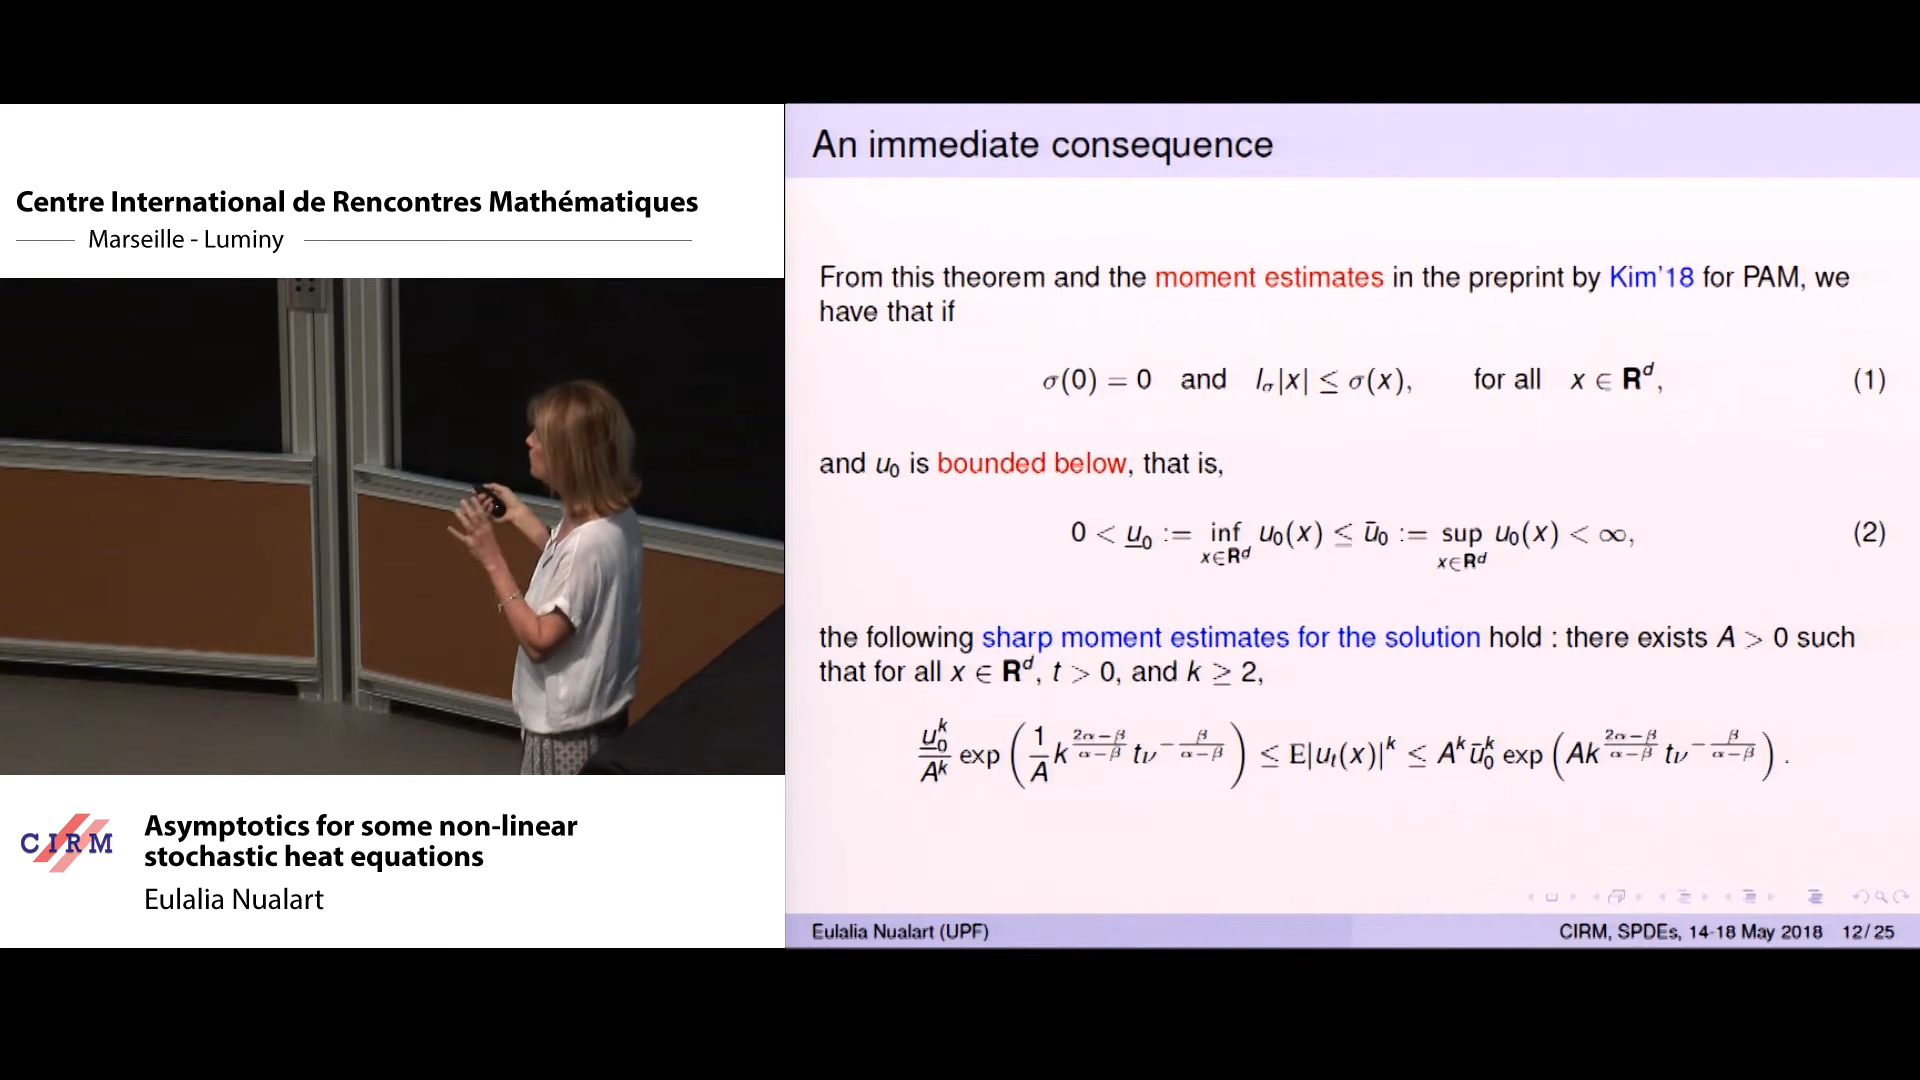 Centre International de Rencontres Mathématiques
Marseille - Luminy
CIRM
Asymptotics for some non-linear
stochastic heat equations
Eulalia Nualart
An immediate consequence
From this theorem and the moment estimates in the preprint by Kim'18 for PAM, we
have that if
σ(0) = 0 and l_σ|x| ≤ σ(x), for all x ∈ R^d, (1)
and u_0 is bounded below, that is,
0 < u̲_0 := inf_{x∈R^d} u_0(x) ≤ ū_0 := sup_{x∈R^d} u_0(x) < ∞, (2)
the following sharp moment estimates for the solution hold : there exists A > 0 such
that for all x ∈ R^d, t > 0, and k ≥ 2,
u̲_0^k/A^k exp(1/A k^{(2α−β)/(α−β)} tν^{−β/(α−β)}) ≤ E|u_t(x)|^k ≤ A^k ū_0^k exp(Ak^{(2α−β)/(α−β)} tν^{−β/(α−β)}).
Eulalia Nualart (UPF)
CIRM, SPDEs, 14-18 May 2018 12/25